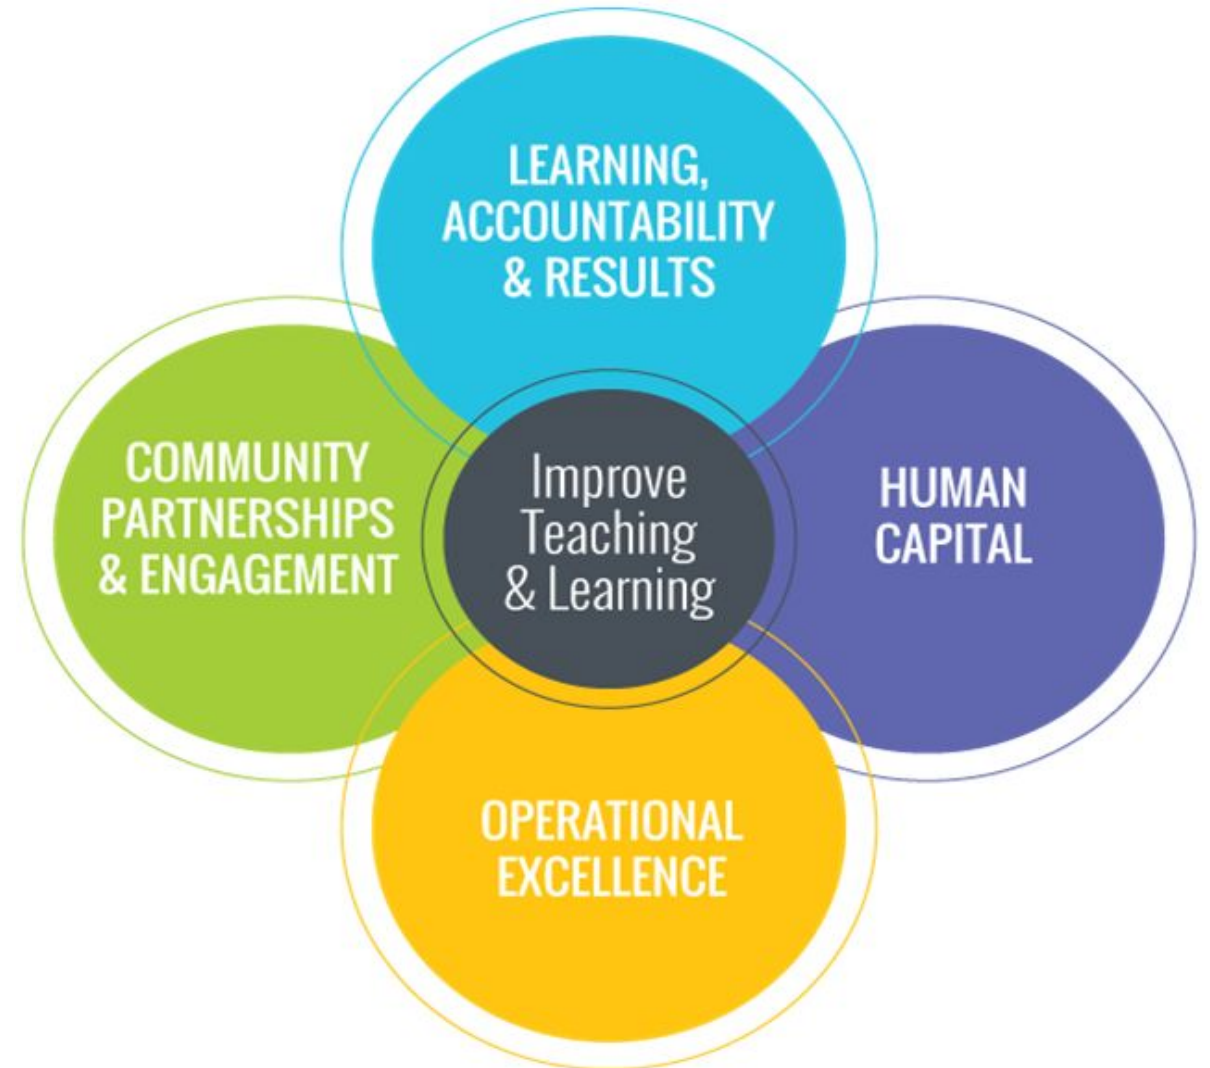 LEARNING,
ACCOUNTABILITY
& RESULTS
COMMUNITY
PARTNERSHIPS
& ENGAGEMENT
Improve
Teaching
& Learning
HUMAN
CAPITAL
OPERATIONAL
EXCELLENCE